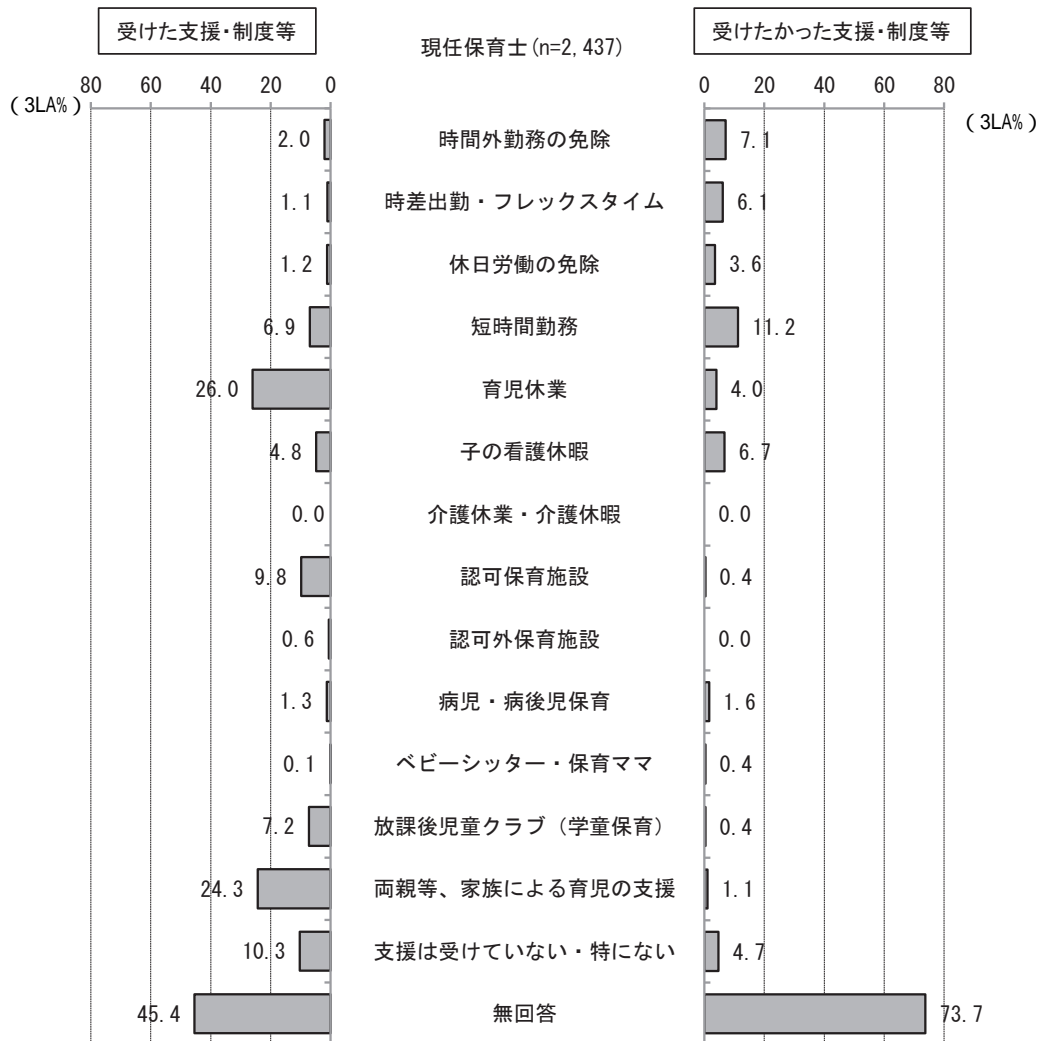 受けた支援・制度等
現任保育士(n=2,437)
受けたかった支援・制度等
80 60 40 20 0
0 20 40 60 80
(3LA%)
(3LA%)
2.0 時間外勤務の免除 7.1
1.1 時差出勤・フレックスタイム 6.1
1.2 休日労働の免除 3.6
6.9 短時間勤務 11.2
26.0 育児休業 4.0
4.8 子の看護休暇 6.7
0.0 介護休業・介護休暇 0.0
9.8 認可保育施設 0.4
0.6 認可外保育施設 0.0
1.3 病児・病後児保育 1.6
0.1 ベビーシッター・保育ママ 0.4
7.2 放課後児童クラブ（学童保育） 0.4
24.3 両親等、家族による育児の支援 1.1
10.3 支援は受けていない・特にない 4.7
45.4 無回答 73.7